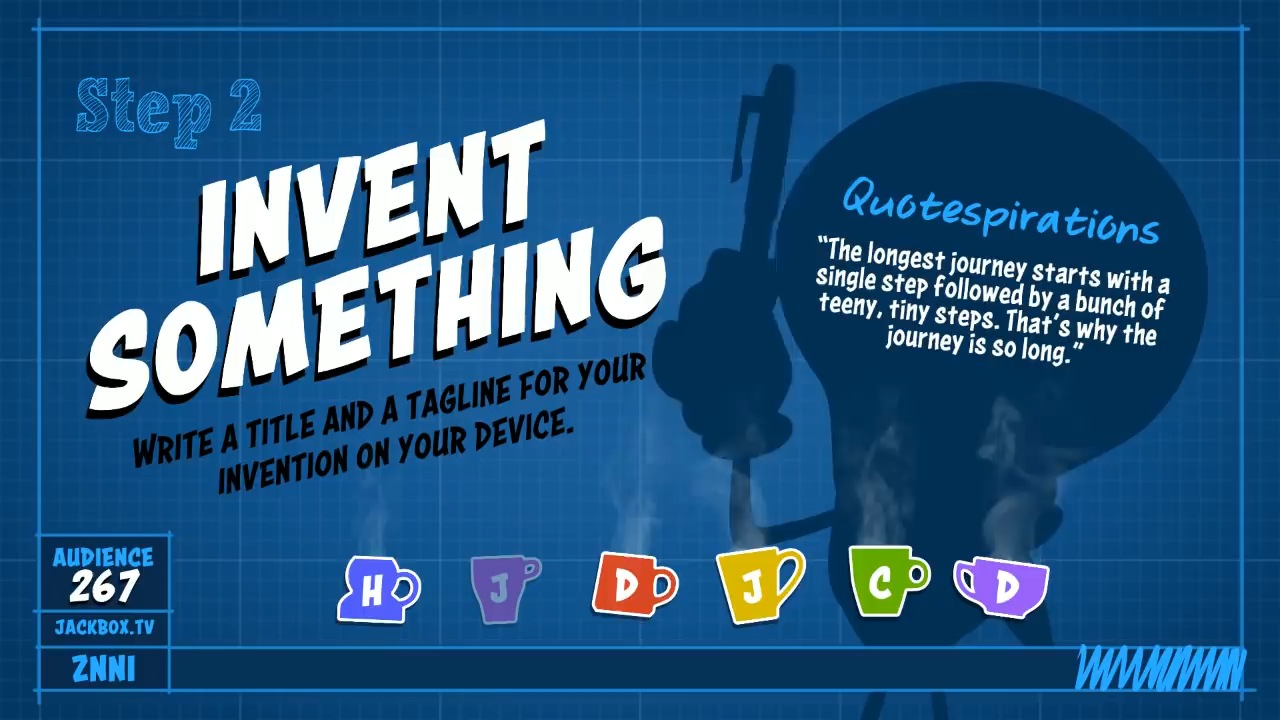 Step 2
INVENT
SOMETHING
WRITE A TITLE AND A TAGLINE FOR YOUR
INVENTION ON YOUR DEVICE.
Quotespirations
“The longest journey starts with a
single step followed by a bunch of
teeny, tiny steps. That's why the
journey is so long.”
AUDIENCE
267
JACKBOX.TV
ZNNI
H J D J C D